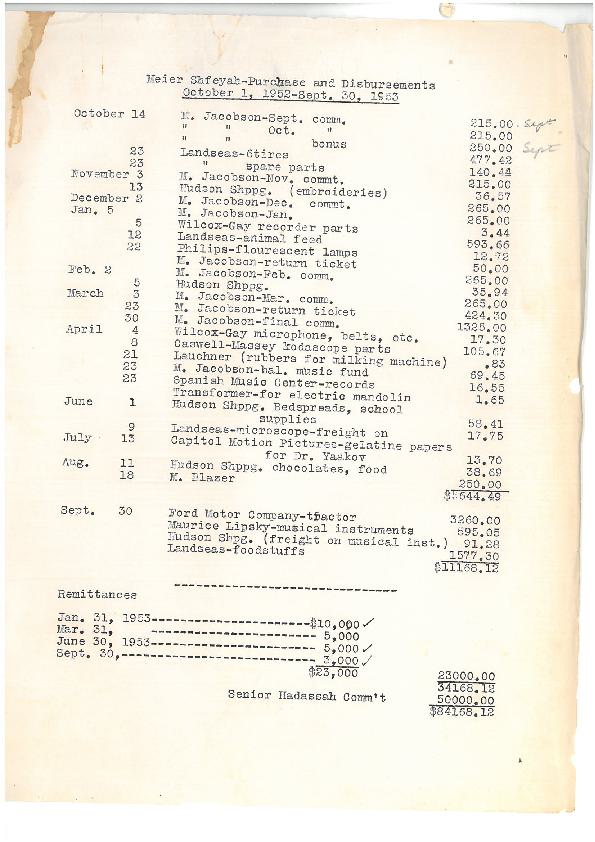 Meier Shfeyah-Purchase and Disbursements
October 1, 1952-Sept. 30, 1953
October 14 M. Jacobson-Sept. comm. 215.00 Sept
" " Oct. " 215.00
" " bonus 250.00 Sept
23 Landseas-6tires 477.42
23 " spare parts 140.44
November 3 M. Jacobson-Nov. commt. 215.00
13 Hudson Shppg. (embroideries) 36.57
December 2 M. Jacobson-Dec. commt. 265.00
Jan. 5 M. Jacobson-Jan. 265.00
5 Wilcox-Gay recorder parts 3.44
12 Landseas-animal feed 593.66
22 Philips-flourescent lamps 12.72
M. Jacobson-return ticket 50.00
Feb. 2 M. Jacobson-Feb. comm. 265.00
5 Hudson Shppg. 35.94
March 3 M. Jacobson-Mar. comm. 265.00
23 M. Jacobson-return ticket 424.30
30 M. Jacobson-final comm. 1325.00
April 4 Wilcox-Gay microphone, belts, etc. 17.30
8 Caswell-Massey kodascope parts 105.67
21 Lauchner (rubbers for milking machine) .83
23 M. Jacobson-bal. music fund 69.45
23 Spanish Music Center-records 16.55
Transformer-for electric mandolin 1.65
June 1 Hudson Shppg. Bedspreads, school
supplies 58.41
9 Landseas-microscope-freight on 17.75
July 13 Capitol Motion Pictures-gelatine papers
for Dr. Yaakov 13.70
Aug. 11 Hudson Shppg. chocolates, food 38.69
18 M. Plazer 250.00
$5644.49
Sept. 30 Ford Motor Company-tractor 3260.00
Maurice Lipsky-musical instruments 595.05
Hudson Shpg. (freight on musical inst.) 91.28
Landseas-foodstuffs 1577.30
$11168.12
Remittances
Jan. 31, 1953--------------------$10,000 ✓
Mar. 31, --------------------- 5,000
June 30, 1953--------------------- 5,000 ✓
Sept. 30,------------------------- 3,000 ✓
$23,000 23000.00
34168.12
Senior Hadassah Comm't 50000.00
$84168.12